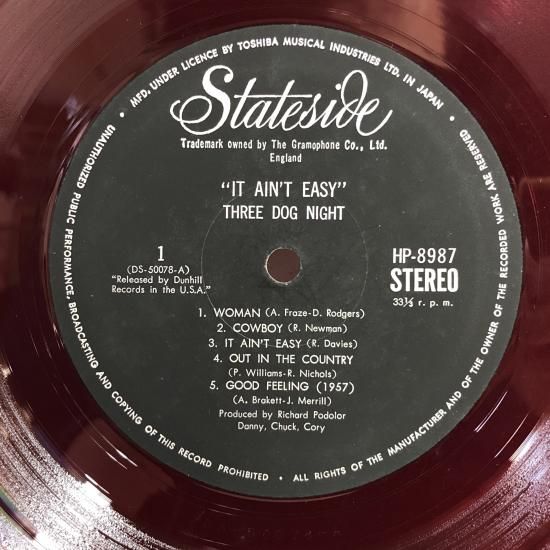 • MFD. UNDER LICENCE BY TOSHIBA MUSICAL INDUSTRIES LTD. IN JAPAN •
Stateside
Trademark owned by The Gramophone Co., Ltd.
England
"IT AIN'T EASY"
THREE DOG NIGHT
1
(DS-50078-A)
"Released by Dunhill
Records in the U.S.A."
HP-8987
STEREO
33⅓ r. p. m.
1. WOMAN (A. Fraze-D. Rodgers)
2. COWBOY (R. Newman)
3. IT AIN'T EASY (R. Davies)
4. OUT IN THE COUNTRY
(P. Williams-R. Nichols)
5. GOOD FEELING (1957)
(A. Brakett-J. Merrill)
Produced by Richard Podolor
Danny, Chuck, Cory
UNAUTHORIZED PUBLIC PERFORMANCE, BROADCASTING AND COPYING OF THIS RECORD PROHIBITED • ALL RIGHTS OF THE MANUFACTURER AND OF THE OWNER OF THE RECORDED WORK ARE RESERVED